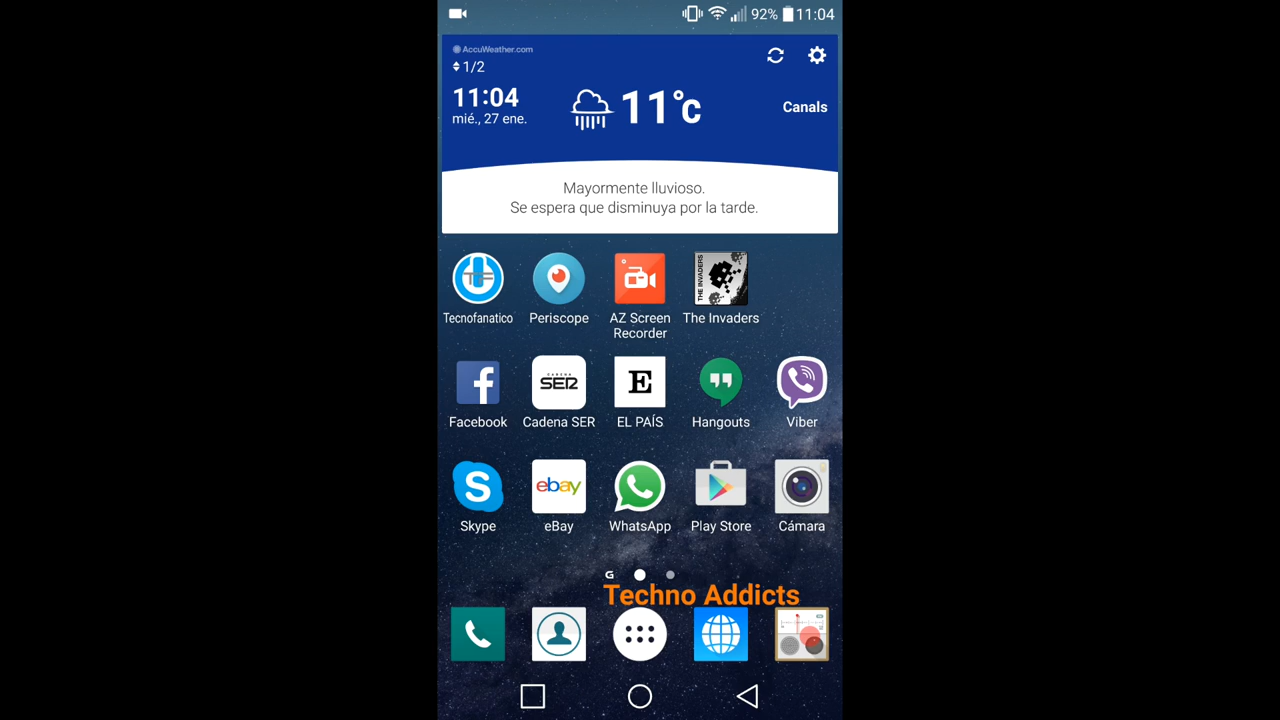 92% 11:04
AccuWeather.com
1/2
11:04
mié., 27 ene.
11°c
Canals
Mayormente lluvioso.
Se espera que disminuya por la tarde.
TF
THE INVADERS
Tecnofanatico Periscope AZ Screen Recorder The Invaders
f CADENA SER E
Facebook Cadena SER EL PAÍS Hangouts Viber
S ebay
Skype eBay WhatsApp Play Store Cámara
G
Techno Addicts